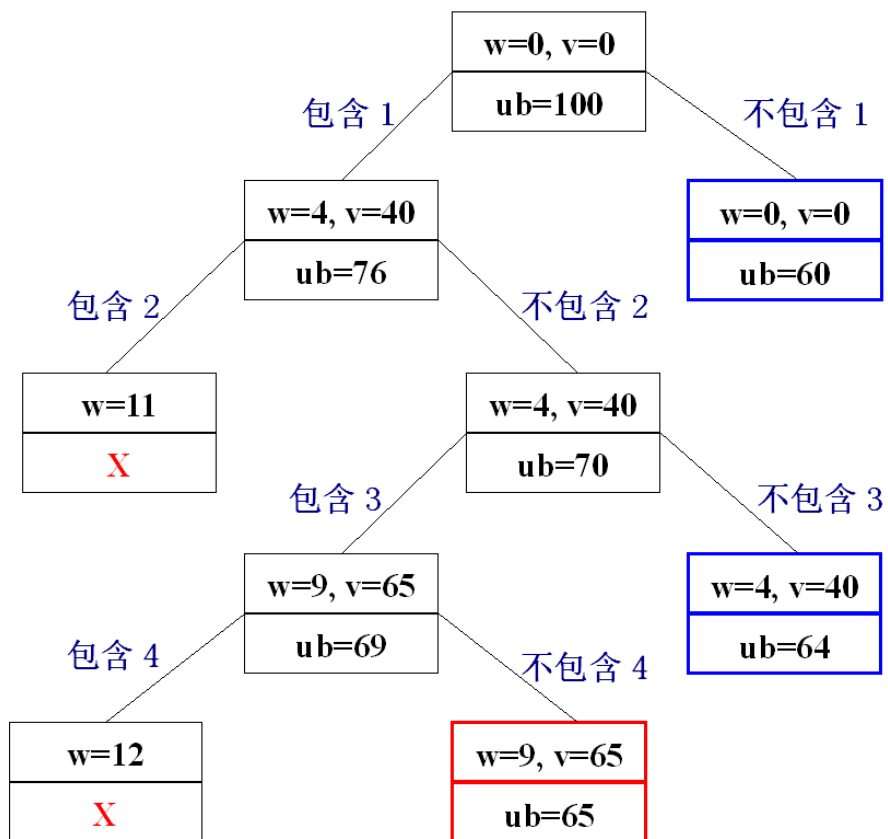 w=0, v=0
ub=100
包含 1
不包含 1
w=4, v=40
ub=76
w=0, v=0
ub=60
包含 2
不包含 2
w=11
X
w=4, v=40
ub=70
包含 3
不包含 3
w=9, v=65
ub=69
w=4, v=40
ub=64
包含 4
不包含 4
w=12
X
w=9, v=65
ub=65